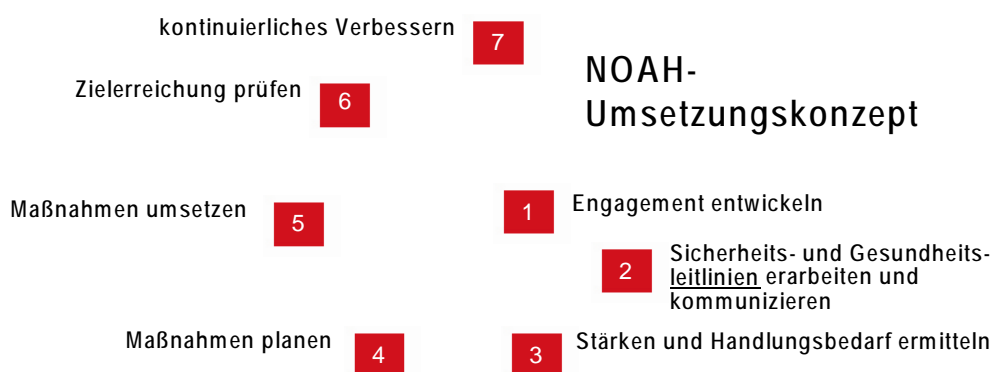 kontinuierliches Verbessern
7
NOAH-
Umsetzungskonzept
Zielerreichung prüfen
6
Maßnahmen umsetzen
5
1
Engagement entwickeln
2
Sicherheits- und Gesundheits-
leitlinien erarbeiten und
kommunizieren
Maßnahmen planen
4
3
Stärken und Handlungsbedarf ermitteln